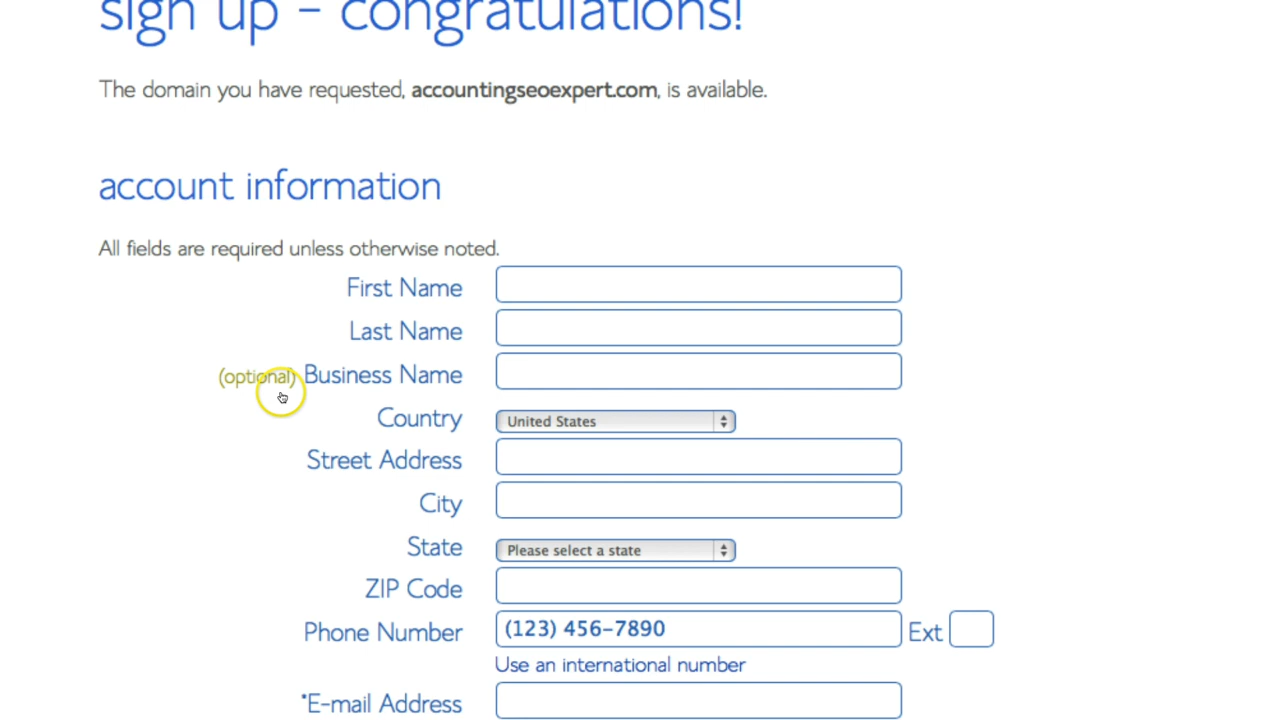 sign up - congratulations!
The domain you have requested, accountingseoexpert.com, is available.
account information
All fields are required unless otherwise noted.
First Name
Last Name
(optional) Business Name
Country United States
Street Address
City
State Please select a state
ZIP Code
Phone Number (123) 456-7890 Ext
Use an international number
*E-mail Address